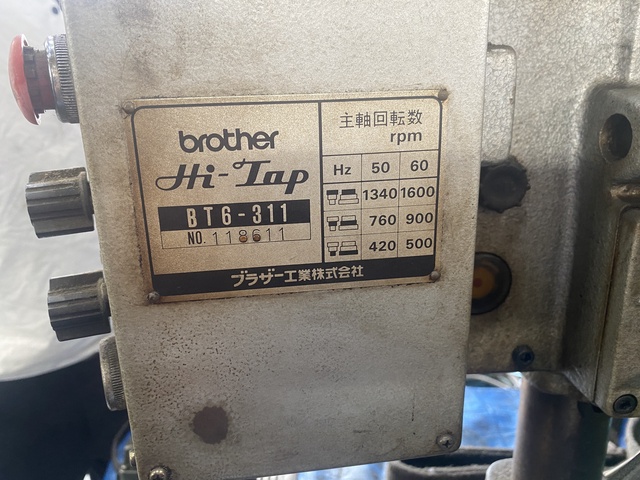 brother
Hi-Tap
BT6-311
NO. 118611
主軸回転数
rpm
Hz 50 60
1340 1600
760 900
420 500
ブラザー工業株式会社